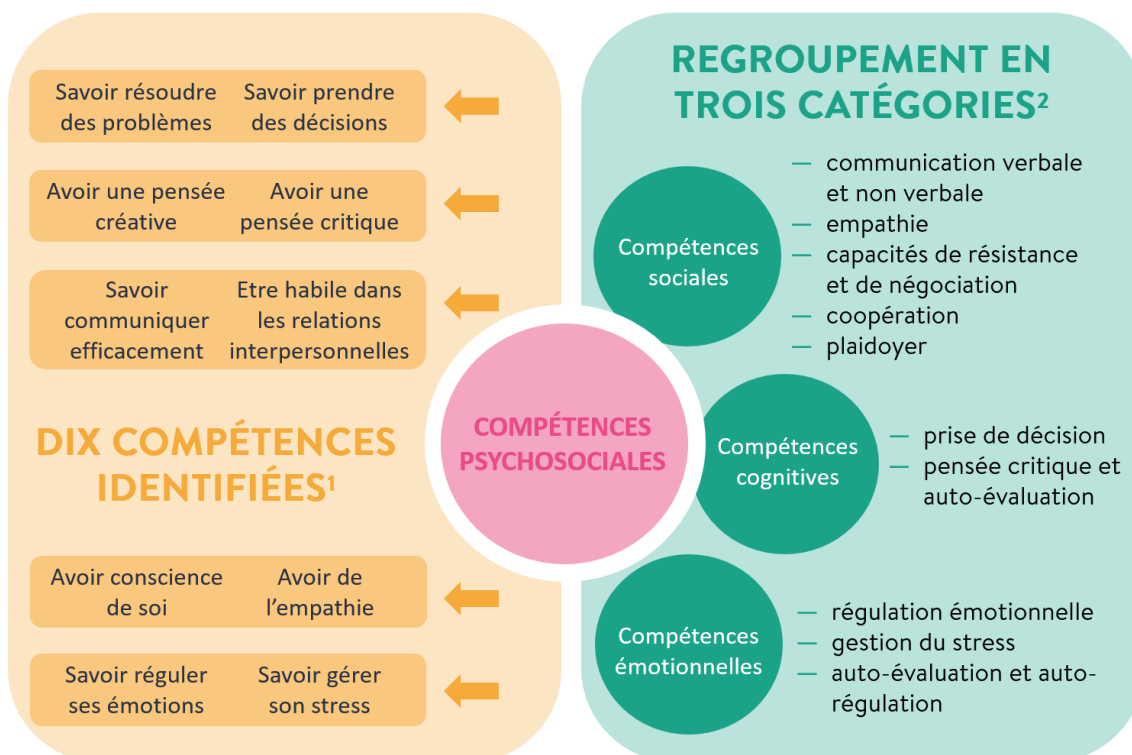 Savoir résoudre
des problèmes
Savoir prendre
des décisions
Avoir une pensée
créative
Avoir une
pensée critique
Savoir
communiquer
efficacement
Etre habile dans
les relations
interpersonnelles
DIX COMPÉTENCES
IDENTIFIÉES¹
Avoir conscience
de soi
Avoir de
l’empathie
Savoir réguler
ses émotions
Savoir gérer
son stress
COMPÉTENCES
PSYCHOSOCIALES
REGROUPEMENT EN
TROIS CATÉGORIES²
Compétences
sociales
— communication verbale
et non verbale
— empathie
— capacités de résistance
et de négociation
— coopération
— plaidoyer
Compétences
cognitives
— prise de décision
— pensée critique et
auto-évaluation
Compétences
émotionnelles
— régulation émotionnelle
— gestion du stress
— auto-évaluation et auto-
régulation